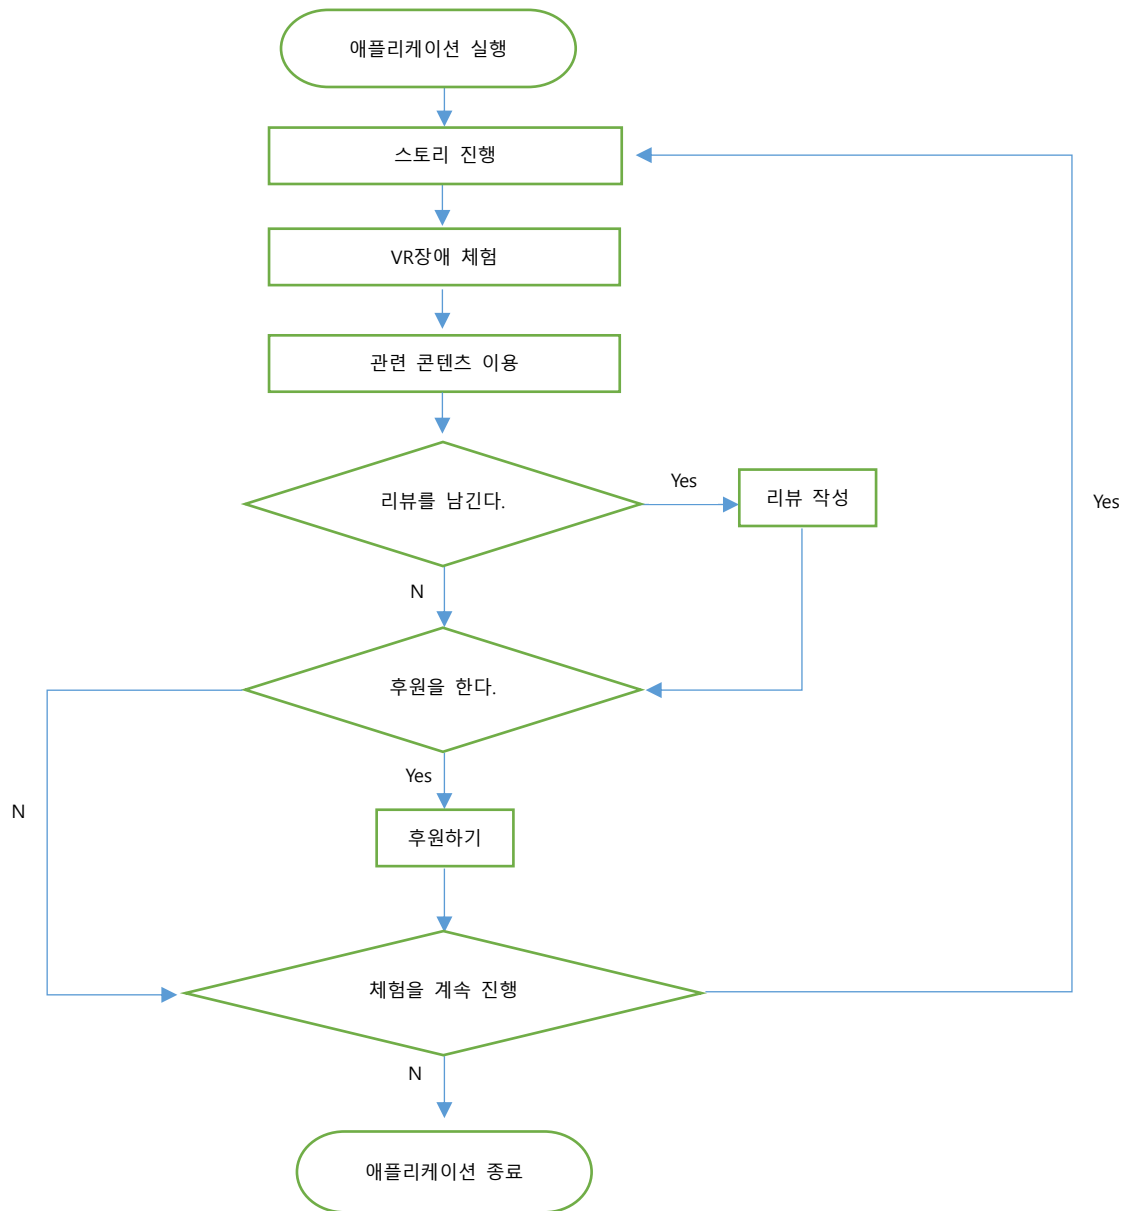 애플리케이션 실행
스토리 진행
VR장애 체험
관련 콘텐츠 이용
리뷰를 남긴다.
Yes
리뷰 작성
Yes
N
후원을 한다.
Yes
N
후원하기
체험을 계속 진행
N
애플리케이션 종료